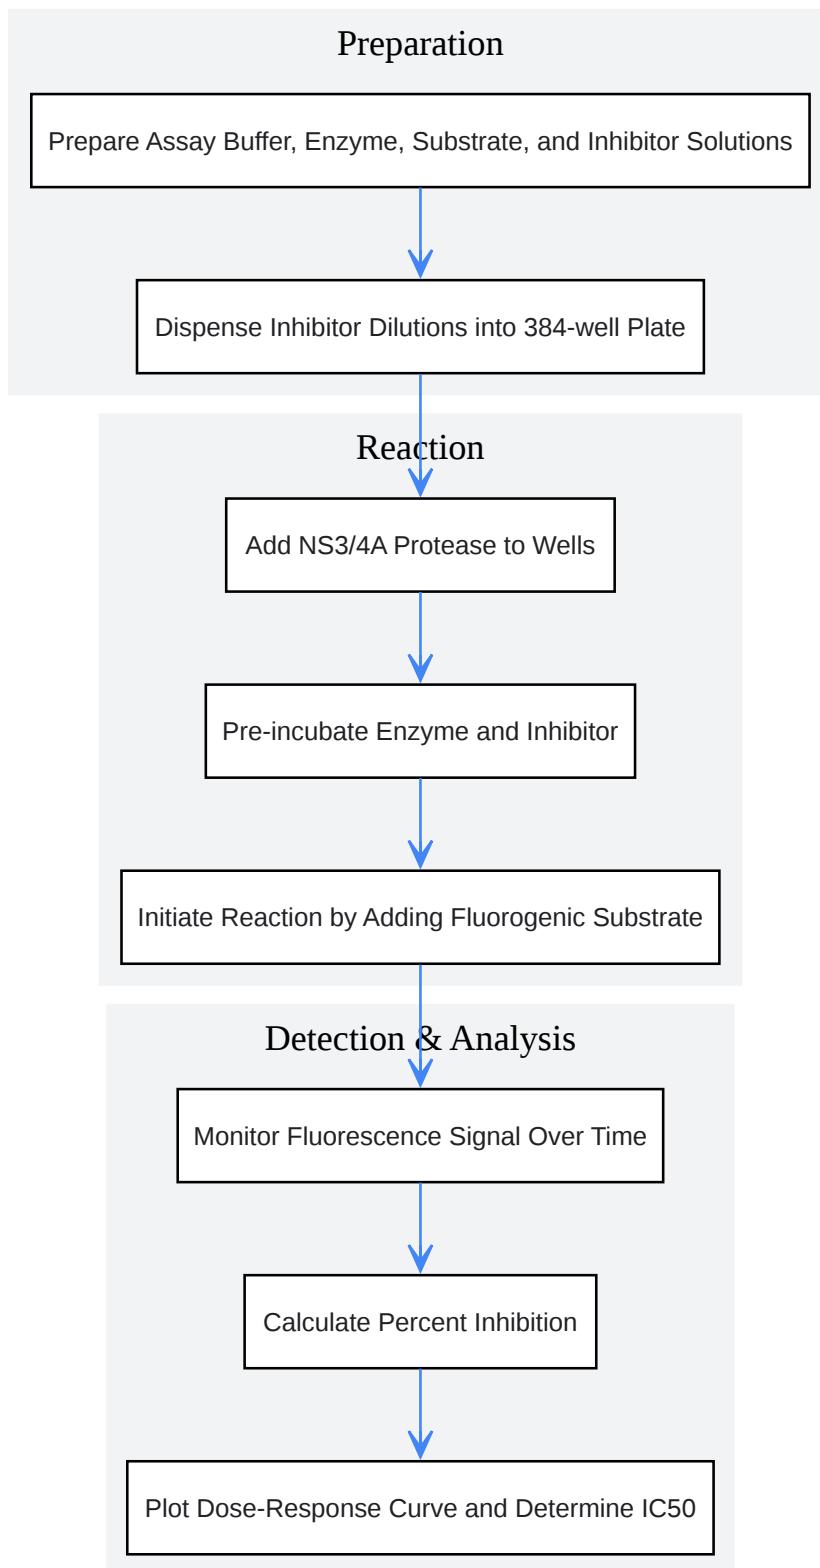 Preparation
Prepare Assay Buffer, Enzyme, Substrate, and Inhibitor Solutions
Dispense Inhibitor Dilutions into 384-well Plate
Reaction
Add NS3/4A Protease to Wells
Pre-incubate Enzyme and Inhibitor
Initiate Reaction by Adding Fluorogenic Substrate
Detection & Analysis
Monitor Fluorescence Signal Over Time
Calculate Percent Inhibition
Plot Dose-Response Curve and Determine IC50